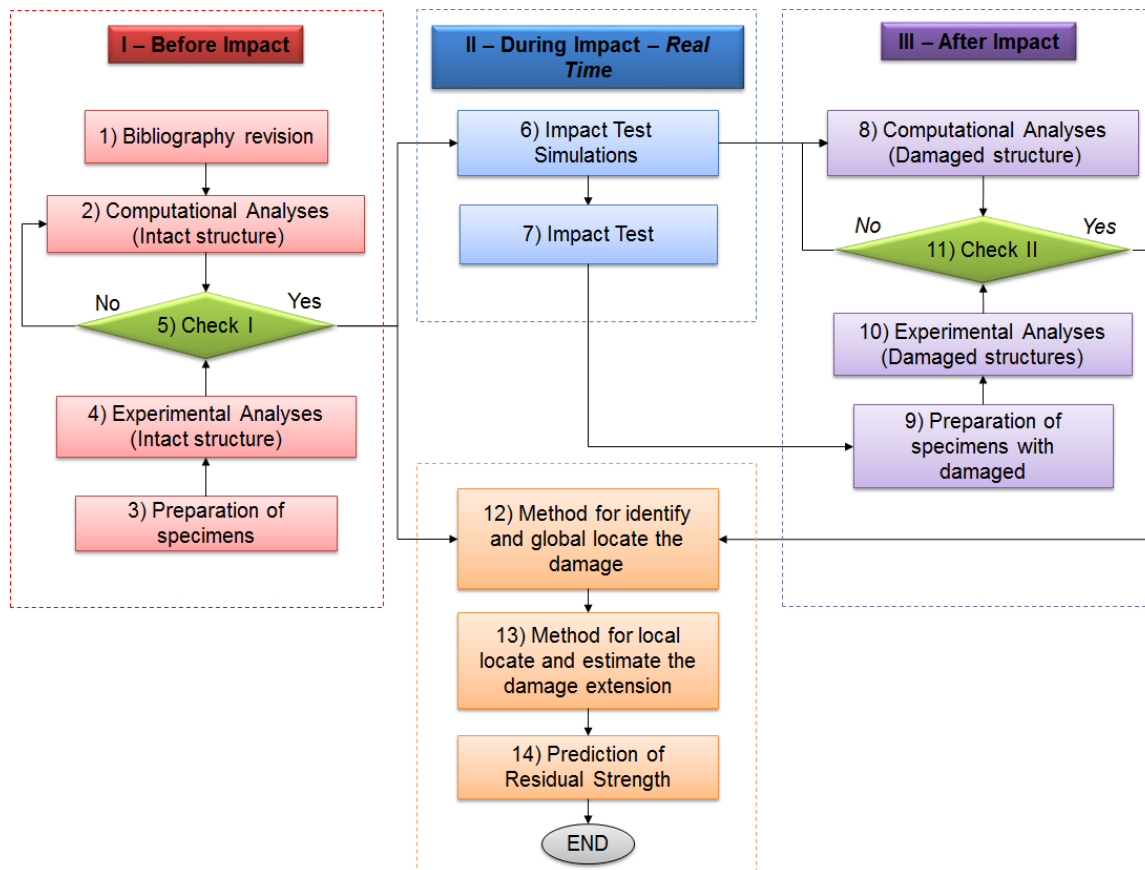 I – Before Impact
1) Bibliography revision
2) Computational Analyses
(Intact structure)
No
Yes
5) Check I
4) Experimental Analyses
(Intact structure)
3) Preparation of
specimens
II – During Impact – Real
Time
6) Impact Test
Simulations
7) Impact Test
III – After Impact
8) Computational Analyses
(Damaged structure)
No
Yes
11) Check II
10) Experimental Analyses
(Damaged structures)
9) Preparation of
specimens with
damaged
12) Method for identify
and global locate the
damage
13) Method for local
locate and estimate the
damage extension
14) Prediction of
Residual Strength
END